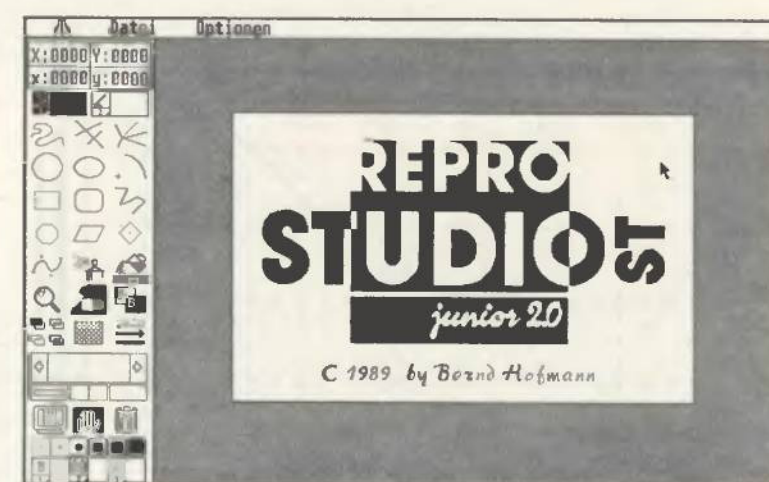 Datei Optionen
X:0000 Y:0000
x:0000 y:0000
REPRO
STUDIO ST
junior 2.0
C 1989 by Bernd Hofmann